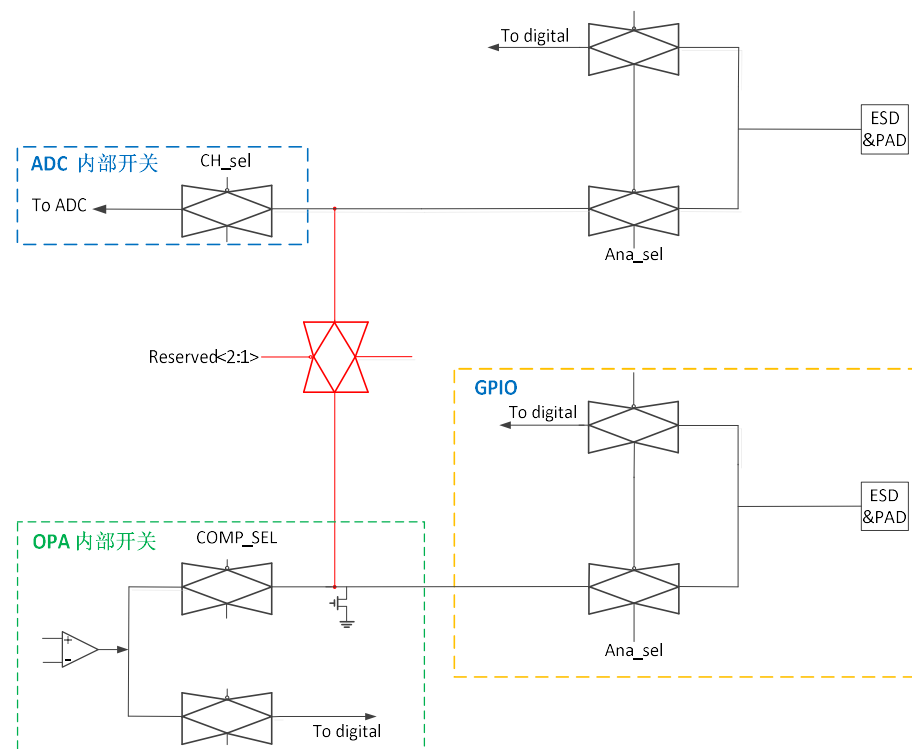 To digital
ESD
&PAD
ADC 内部开关
CH_sel
To ADC
Ana_sel
Reserved<2:1>
GPIO
To digital
ESD
&PAD
OPA 内部开关
COMP_SEL
+
-
Ana_sel
To digital